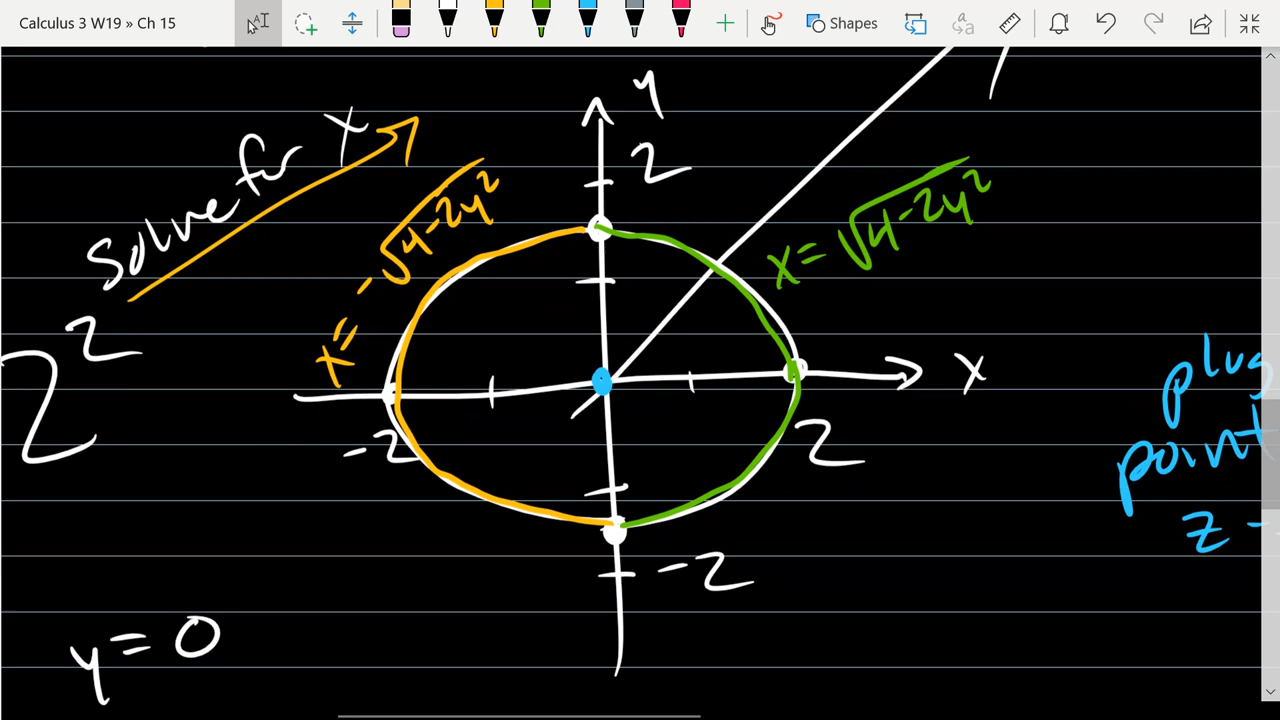 Calculus 3 W19 » Ch 15
Shapes
y
2
solve for x
x = -√4-2y²
x = √4-2y²
2²
x
-2
2
plug
point
z -
-2
y = 0